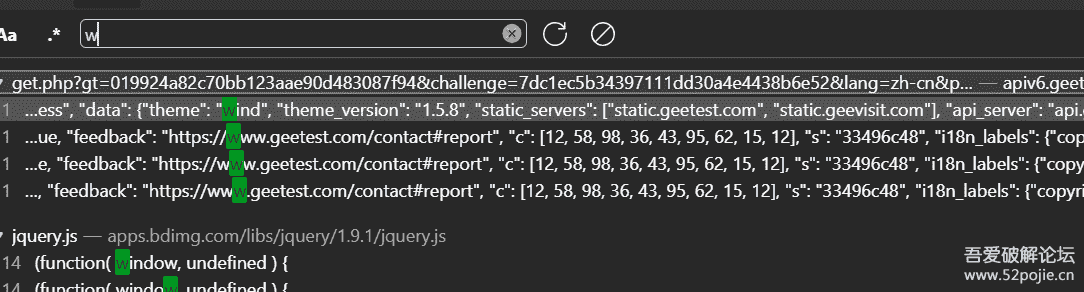 Aa .* w
get.php?gt=019924a82c70bb123aae90d483087f94&challenge=7dc1ec5b34397111dd30a4e4438b6e52&lang=zh-cn&p... — apiv6.geet
1 ...ess", "data": {"theme": "wind", "theme_version": "1.5.8", "static_servers": ["static.geetest.com", "static.geevisit.com"], "api_server": "api.
1 ...ue, "feedback": "https://www.geetest.com/contact#report", "c": [12, 58, 98, 36, 43, 95, 62, 15, 12], "s": "33496c48", "i18n_labels": {"cop
1 ...e, "feedback": "https://www.geetest.com/contact#report", "c": [12, 58, 98, 36, 43, 95, 62, 15, 12], "s": "33496c48", "i18n_labels": {"copy
1 ..., "feedback": "https://www.geetest.com/contact#report", "c": [12, 58, 98, 36, 43, 95, 62, 15, 12], "s": "33496c48", "i18n_labels": {"copyri
jquery.js — apps.bdimg.com/libs/jquery/1.9.1/jquery.js
14 (function( window, undefined ) {
14 (function( window, undefined ) {
吾爱破解论坛
www.52pojie.cn